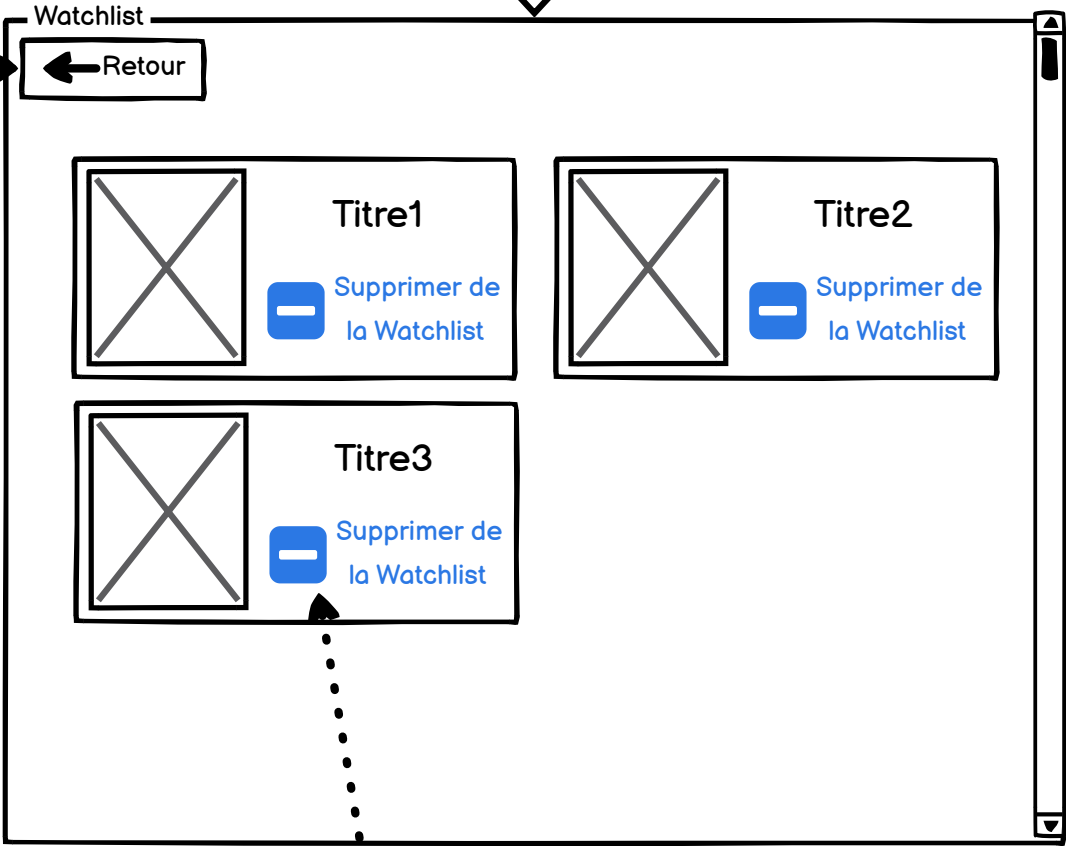 Watchlist
Retour
Titre1
Supprimer de
la Watchlist
Titre2
Supprimer de
la Watchlist
Titre3
Supprimer de
la Watchlist